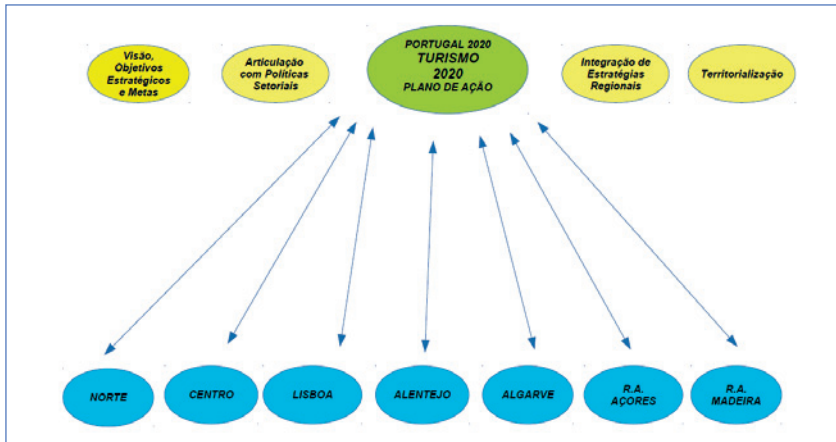 Visão,
Objetivos
Estratégicos
e Metas
Articulação
com Políticas
Setoriais
PORTUGAL 2020
TURISMO
2020
PLANO DE AÇÃO
Integração de
Estratégias
Regionais
Territorialização
NORTE
CENTRO
LISBOA
ALENTEJO
ALGARVE
R.A.
AÇORES
R.A.
MADEIRA